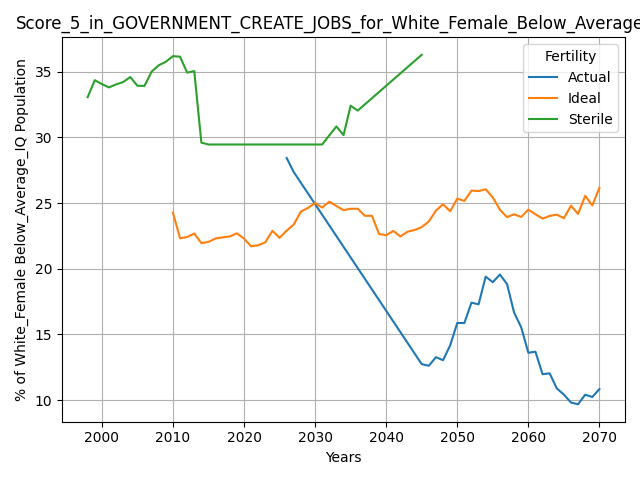 Score_5_in_GOVERNMENT_CREATE_JOBS_for_White_Female_Below_Average
Fertility
Actual
Ideal
Sterile
% of White_Female Below_Average_IQ Population
35
30
25
20
15
10
2000 2010 2020 2030 2040 2050 2060 2070
Years